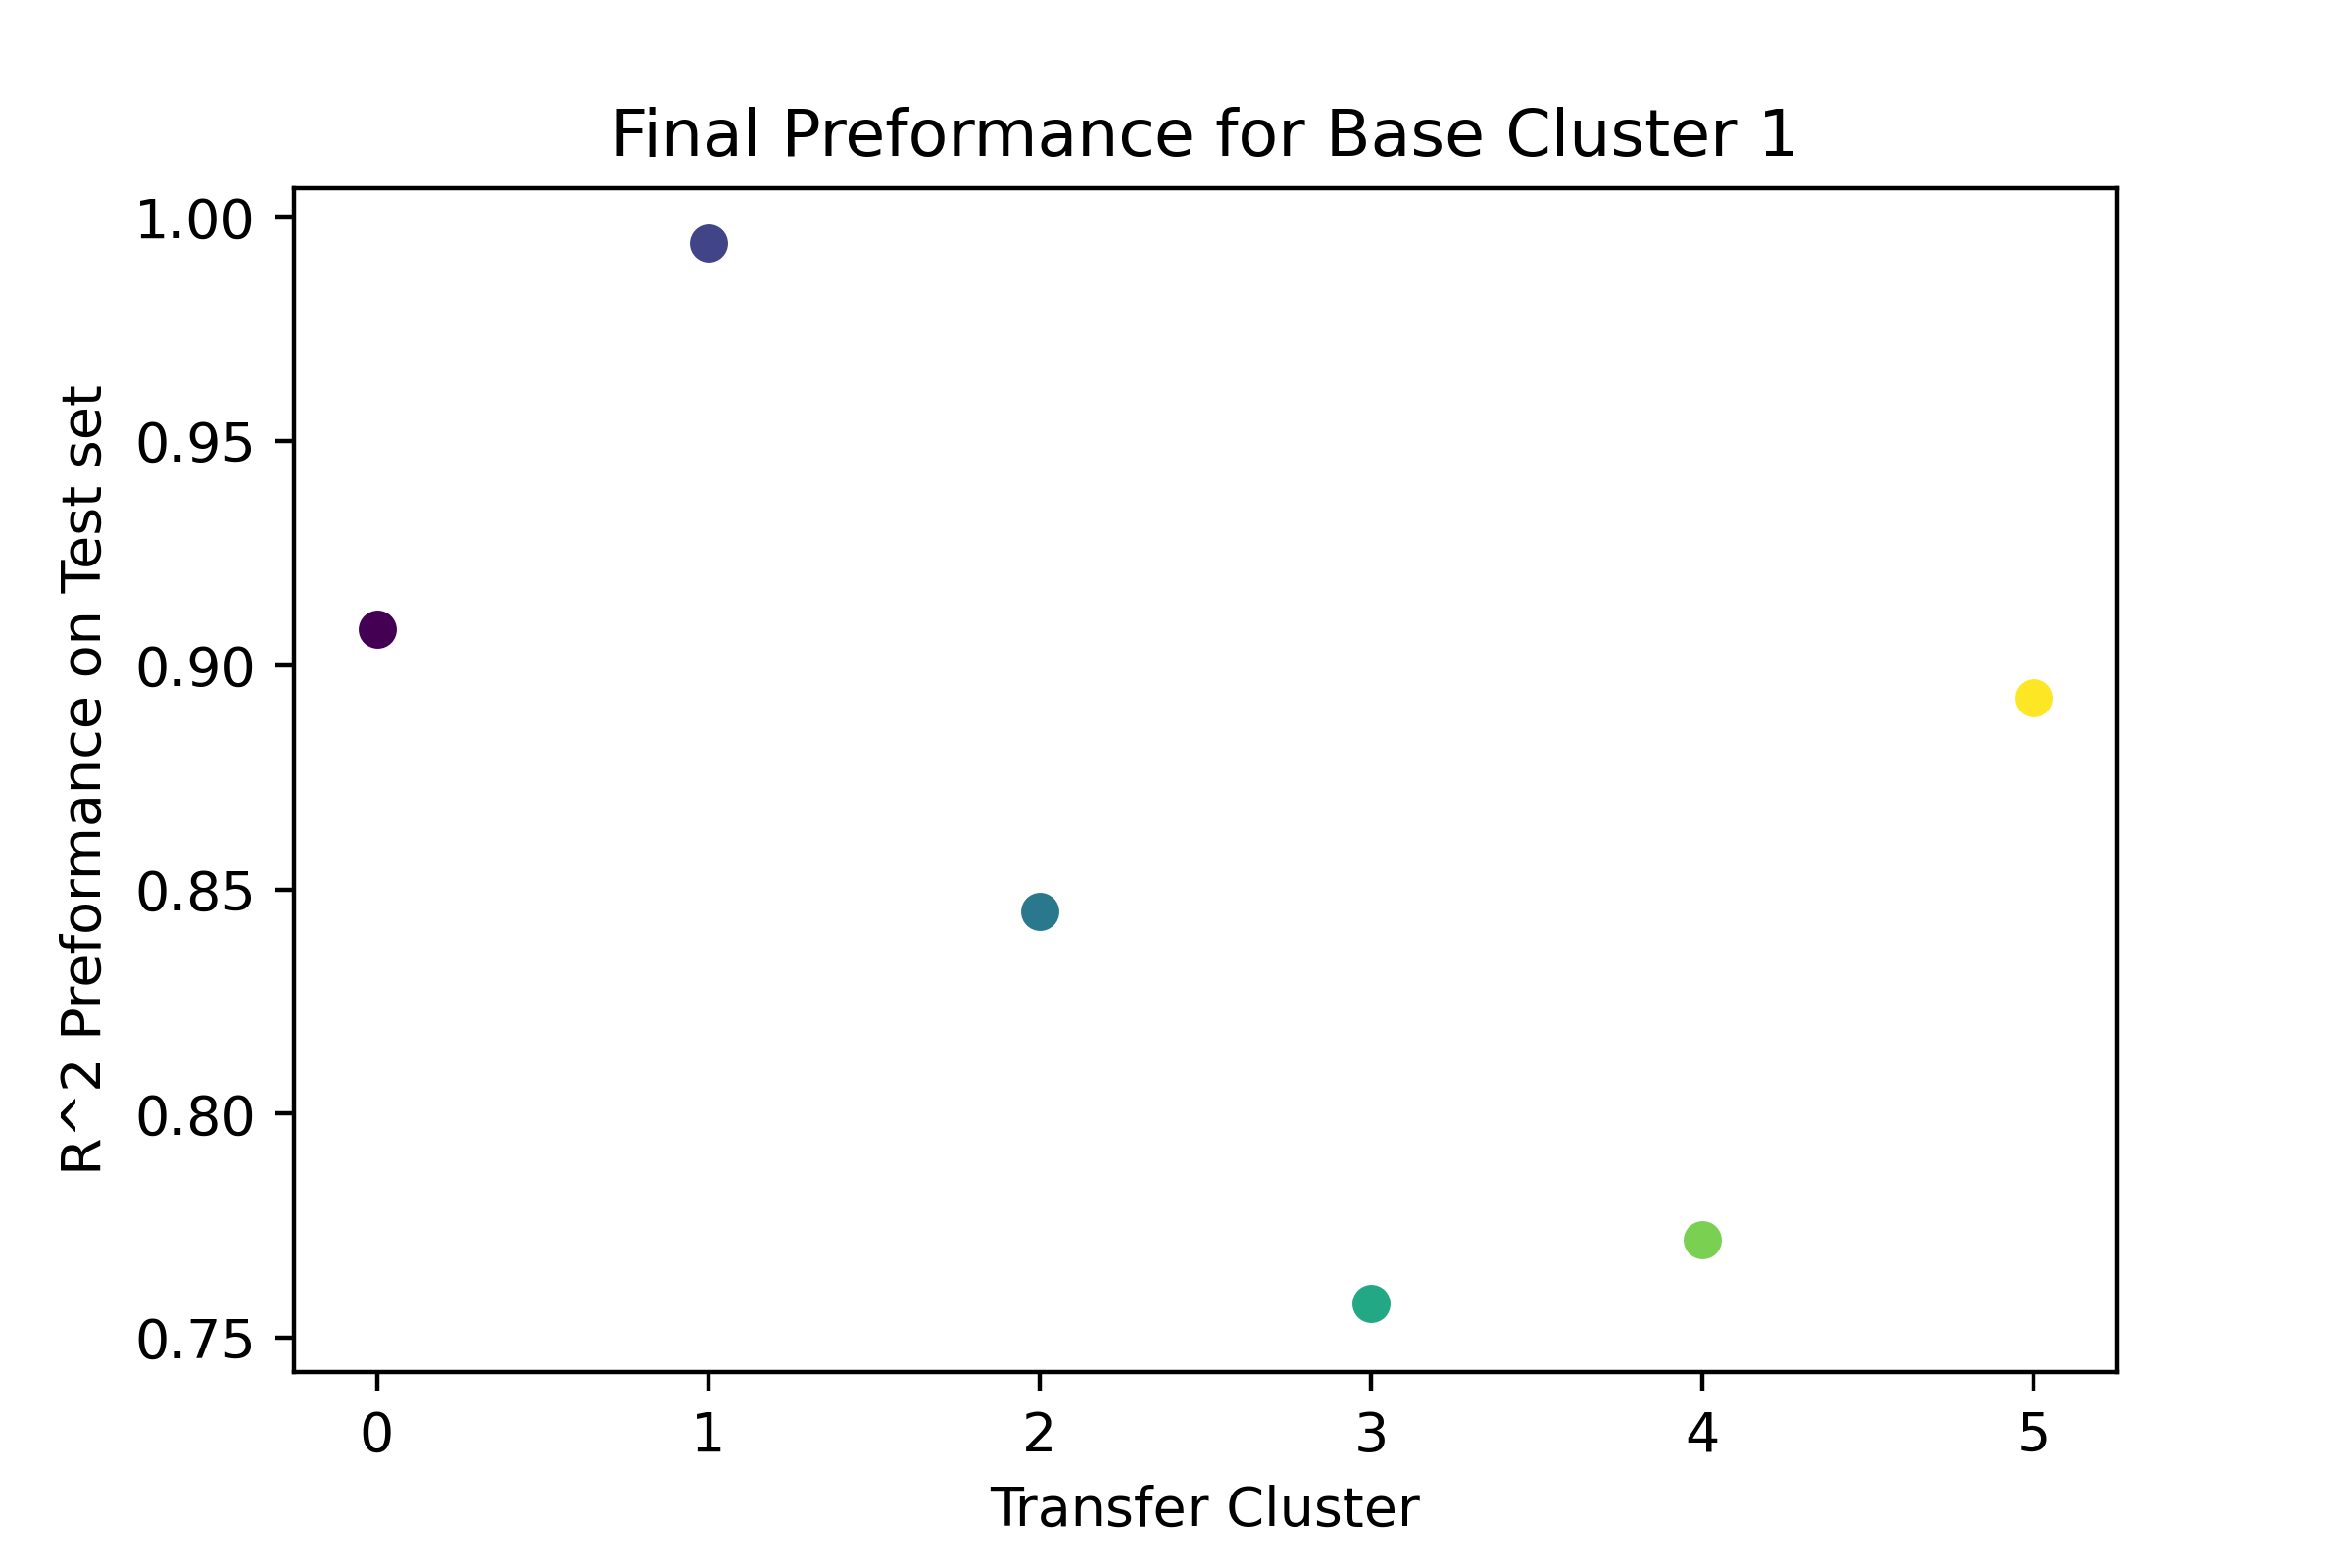 Final Preformance for Base Cluster 1
R^2 Preformance on Test set
1.00
0.95
0.90
0.85
0.80
0.75
0 1 2 3 4 5
Transfer Cluster